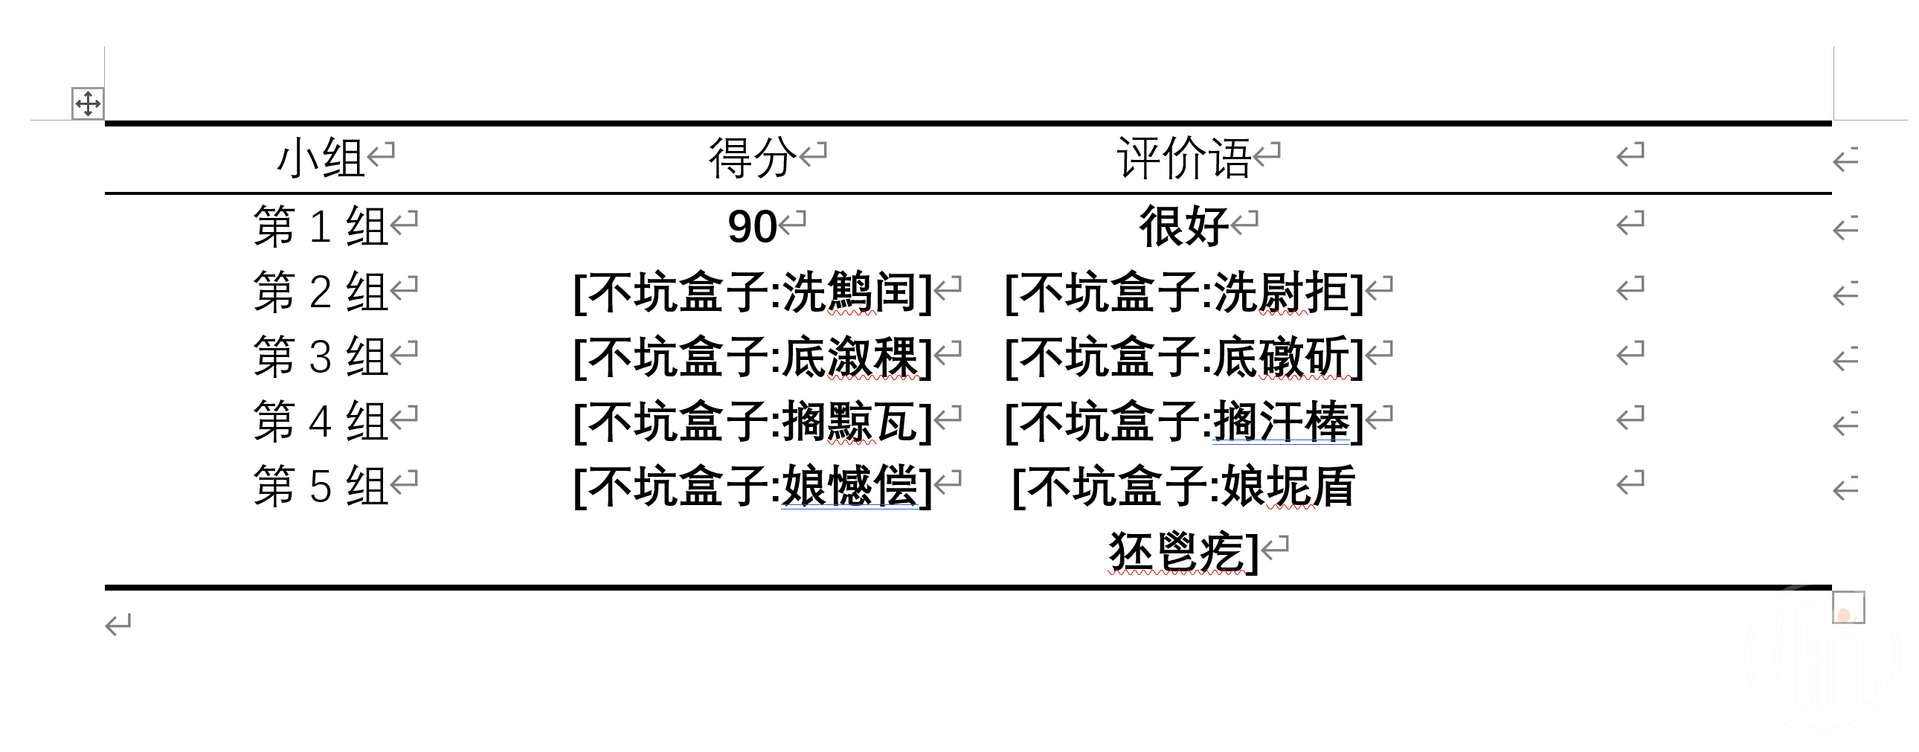 小组 得分 评价语
第 1 组 90 很好
第 2 组 [不坑盒子:洗鹪闰] [不坑盒子:洗尉拒]
第 3 组 [不坑盒子:底溆稞] [不坑盒子:底礅斫]
第 4 组 [不坑盒子:搁黥瓦] [不坑盒子:搁汗棒]
第 5 组 [不坑盒子:娘憾偿] [不坑盒子:娘坭盾
狉鬯疙]